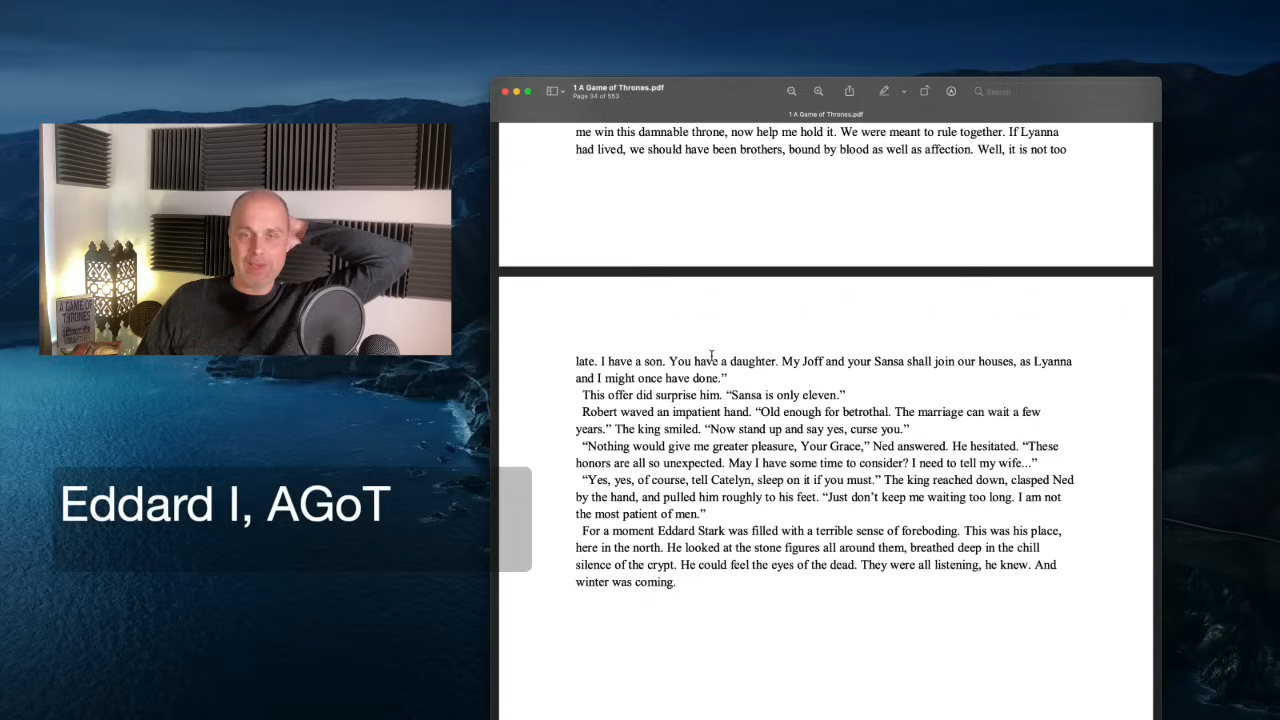 1 A Game of Thrones.pdf
Page 34 of 553
Search
1 A Game of Thrones.pdf
me win this damnable throne, now help me hold it. We were meant to rule together. If Lyanna
had lived, we should have been brothers, bound by blood as well as affection. Well, it is not too
late. I have a son. You have a daughter. My Joff and your Sansa shall join our houses, as Lyanna
and I might once have done.”
This offer did surprise him. “Sansa is only eleven.”
Robert waved an impatient hand. “Old enough for betrothal. The marriage can wait a few
years.” The king smiled. “Now stand up and say yes, curse you.”
“Nothing would give me greater pleasure, Your Grace,” Ned answered. He hesitated. “These
honors are all so unexpected. May I have some time to consider? I need to tell my wife...”
“Yes, yes, of course, tell Catelyn, sleep on it if you must.” The king reached down, clasped Ned
by the hand, and pulled him roughly to his feet. “Just don’t keep me waiting too long. I am not
the most patient of men.”
For a moment Eddard Stark was filled with a terrible sense of foreboding. This was his place,
here in the north. He looked at the stone figures all around them, breathed deep in the chill
silence of the crypt. He could feel the eyes of the dead. They were all listening, he knew. And
winter was coming.
A GAME OF
THRONES
Eddard I, AGoT